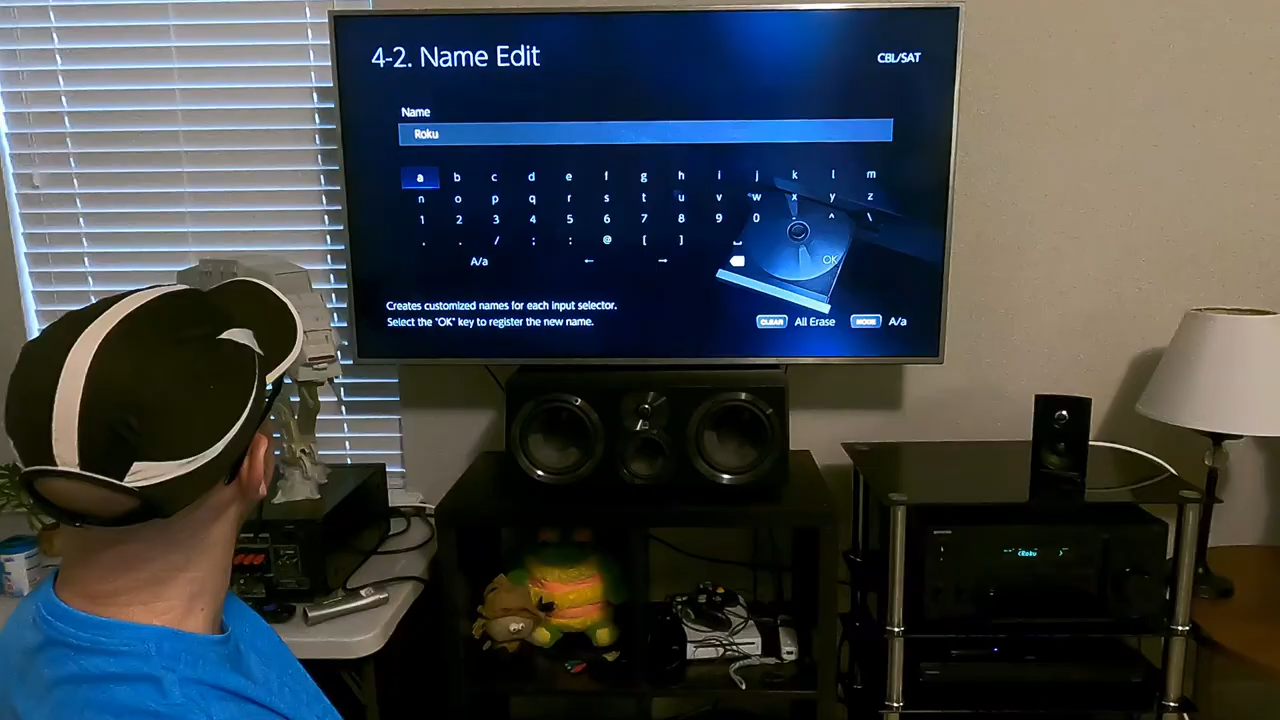 4-2. Name Edit
CBL/SAT
Name
Roku
a b c d e f g h i j k l m
n o p q r s t u v w x y z
1 2 3 4 5 6 7 8 9 0 - ^ \
, . / ; : @ [ ]
A/a ← → OK
Creates customized names for each input selector.
Select the "OK" key to register the new name.
CLEAR All Erase MODE A/a
Roku